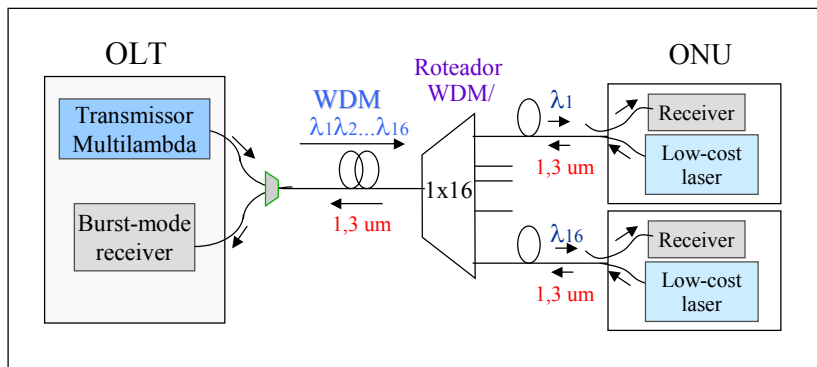 OLT
Transmissor
Multilambda
Burst-mode
receiver
WDM
λ1λ2...λ16
1,3 um
Roteador
WDM/
1x16
λ1
1,3 um
λ16
1,3 um
ONU
Receiver
Low-cost
laser
Receiver
Low-cost
laser